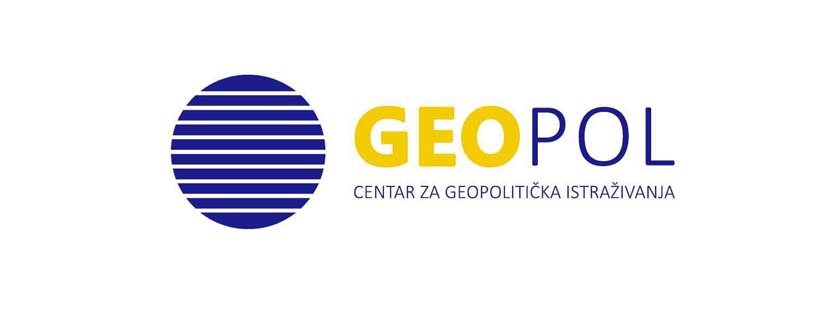 GEOPOL
CENTAR ZA GEOPOLITIČKA ISTRAŽIVANJA